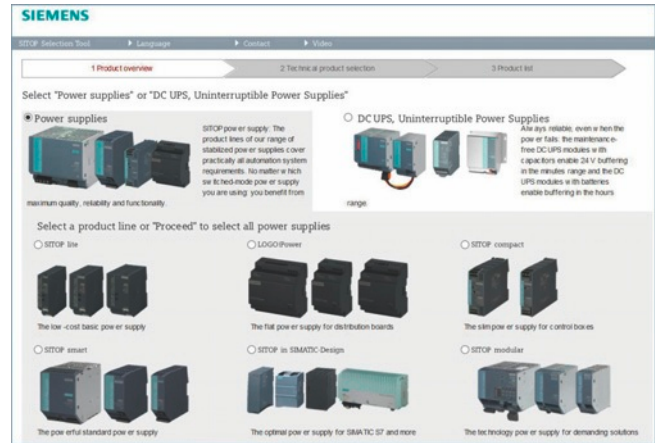 SIEMENS
SITOP Selection Tool
Language
Contact
Video
1 Product overview
2 Technical product selection
3 Product list
Select "Power supplies" or "DC UPS, Uninterruptible Power Supplies"
Power supplies
SITOP power supply: The
product lines of our range of
stabilized power supplies cover
practically all automation system
requirements. No matter which
switched-mode power supply
you are using: you benefit from
maximum quality, reliability and functionality.
DC UPS, Uninterruptible Power Supplies
Always reliable, even when the
power fails: the maintenance-
free DC UPS modules with
capacitors enable 24 V buffering
in the minutes range and the DC
UPS modules with batteries
enable buffering in the hours
range.
Select a product line or "Proceed" to select all power supplies
SITOP lite
LOGO!Power
SITOP compact
The low-cost basic power supply
The flat power supply for distribution boards
The slim power supply for control boxes
SITOP smart
SITOP in SIMATIC-Design
SITOP modular
The powerful standard power supply
The optimal power supply for SIMATIC S7 and more
The technology power supply for demanding solutions